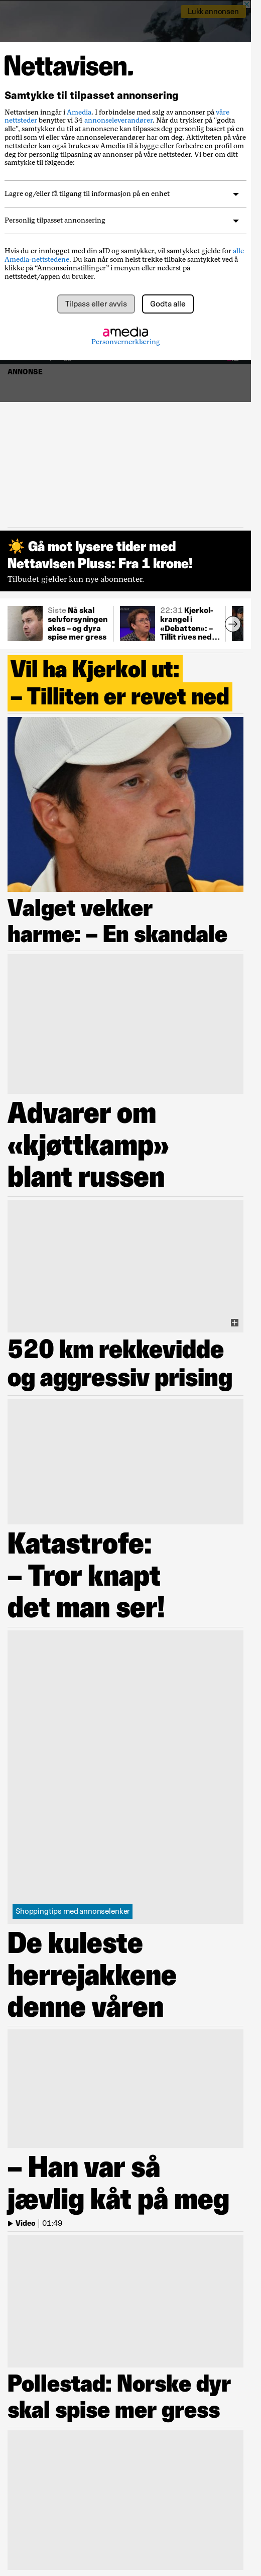 Lukk annonsen
Nettavisen.
Samtykke til tilpasset annonsering
Nettavisen inngår i Amedia. I forbindelse med salg av annonser på våre
nettsteder benytter vi 34 annonseleverandører. Når du trykker på "godta
alle", samtykker du til at annonsene kan tilpasses deg personlig basert på en
profil som vi eller våre annonseleverandører har om deg. Aktiviteten på våre
nettsteder kan også brukes av Amedia til å bygge eller forbedre en profil om
deg for personlig tilpasning av annonser på våre nettsteder. Vi ber om ditt
samtykke til følgende:
Lagre og/eller få tilgang til informasjon på en enhet
Personlig tilpasset annonsering
Hvis du er innlogget med din aID og samtykker, vil samtykket gjelde for alle
Amedia-nettstedene. Du kan når som helst trekke tilbake samtykket ved å
klikke på “Annonseinnstillinger” i menyen eller nederst på
nettstedet/appen du bruker.
Tilpass eller avvis
Godta alle
amedia
Personvernerklæring
ANNONSE
Gå mot lysere tider med
Nettavisen Pluss: Fra 1 krone!
Tilbudet gjelder kun nye abonnenter.
Siste Nå skal
selvforsyningen
økes – og dyra
spise mer gress
22:31 Kjerkol-
krangel i
«Debatten»: –
Tillit rives ned...
Vil ha Kjerkol ut:
– Tilliten er revet ned
Valget vekker
harme: – En skandale
Advarer om
«kjøttkamp»
blant russen
520 km rekkevidde
og aggressiv prising
Katastrofe:
– Tror knapt
det man ser!
Shoppingtips med annonselenker
De kuleste
herrejakkene
denne våren
– Han var så
jævlig kåt på meg
Video | 01:49
Pollestad: Norske dyr
skal spise mer gress